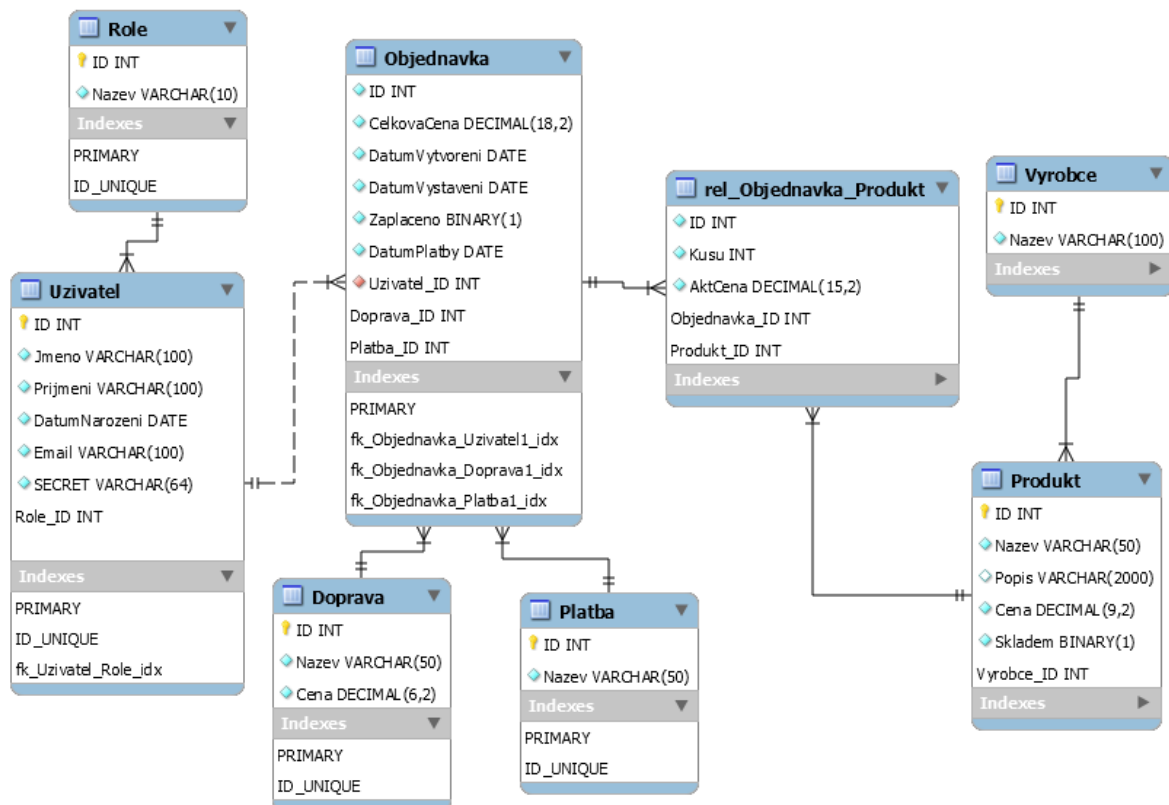 Role
ID INT
Nazev VARCHAR(10)
Indexes
PRIMARY
ID_UNIQUE
Uzivatel
ID INT
Jmeno VARCHAR(100)
Prijmeni VARCHAR(100)
DatumNarozeni DATE
Email VARCHAR(100)
SECRET VARCHAR(64)
Role_ID INT
Indexes
PRIMARY
ID_UNIQUE
fk_Uzivatel_Role_idx
Objednavka
ID INT
CelkovaCena DECIMAL(18,2)
DatumVytvoreni DATE
DatumVystaveni DATE
Zaplaceno BINARY(1)
DatumPlatby DATE
Uzivatel_ID INT
Doprava_ID INT
Platba_ID INT
Indexes
PRIMARY
fk_Objednavka_Uzivatel1_idx
fk_Objednavka_Doprava1_idx
fk_Objednavka_Platba1_idx
Doprava
ID INT
Nazev VARCHAR(50)
Cena DECIMAL(6,2)
Indexes
PRIMARY
ID_UNIQUE
Platba
ID INT
Nazev VARCHAR(50)
Indexes
PRIMARY
ID_UNIQUE
rel_Objednavka_Produkt
ID INT
Kusu INT
AktCena DECIMAL(15,2)
Objednavka_ID INT
Produkt_ID INT
Indexes
Vyrobce
ID INT
Nazev VARCHAR(100)
Indexes
Produkt
ID INT
Nazev VARCHAR(50)
Popis VARCHAR(2000)
Cena DECIMAL(9,2)
Skladem BINARY(1)
Vyrobce_ID INT
Indexes